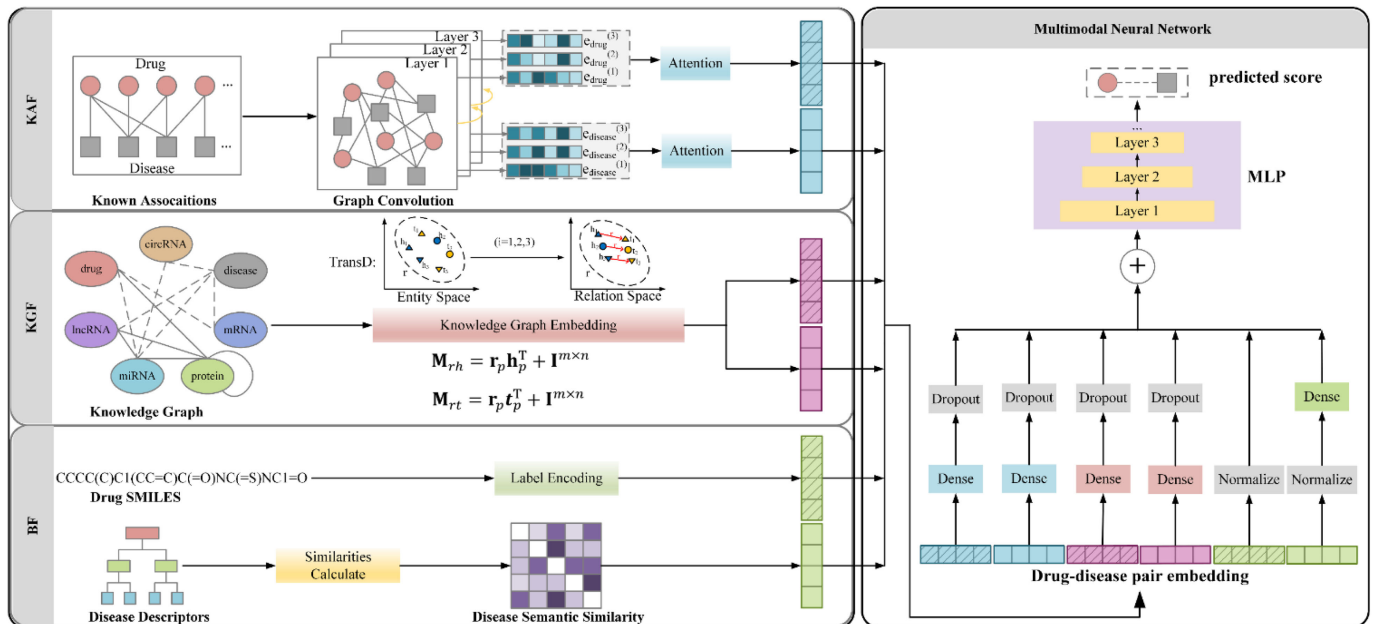 KAF
Drug
...
...
Disease
Known Assocaitions
Layer 3
Layer 2
Layer 1
Graph Convolution
e_drug^(3)
e_drug^(2)
e_drug^(1)
e_disease^(3)
e_disease^(2)
e_disease^(1)
Attention
Attention
KGF
circRNA
drug
disease
lncRNA
mRNA
miRNA
protein
Knowledge Graph
TransD:
r
Entity Space
(i=1,2,3)
r
Relation Space
Knowledge Graph Embedding
M_rh = r_p h_p^T + I^{m×n}
M_rt = r_p t_p^T + I^{m×n}
BF
CCCC(C)C1(CC=C)C(=O)NC(=S)NC1=O
Drug SMILES
Label Encoding
Similarities
Calculate
Disease Descriptors
Disease Semantic Similarity
Multimodal Neural Network
predicted score
...
Layer 3
Layer 2
Layer 1
MLP
+
Dropout Dropout Dropout Dropout Dense
Dense Dense Dense Dense Normalize Normalize
Drug-disease pair embedding